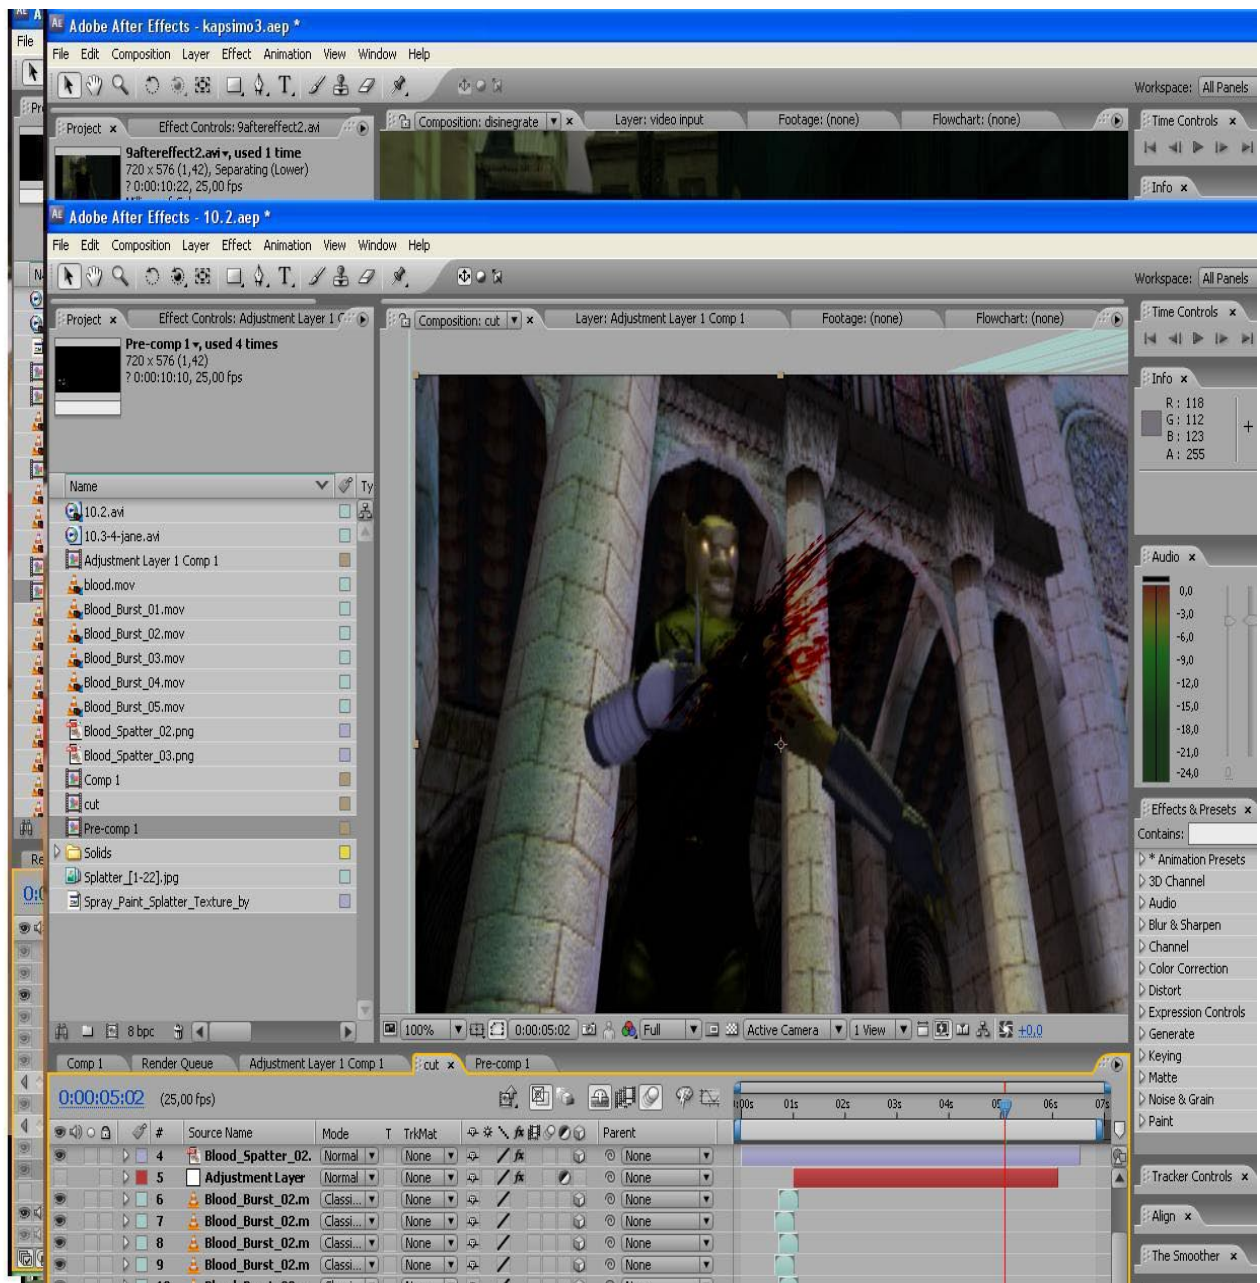 Adobe After Effects - kapsimo3.aep *
File
File Edit Composition Layer Effect Animation View Window Help
Workspace: All Panels
Project x Effect Controls: 9aftereffect2.avi
Composition: disinegrate x Layer: video input Footage: (none) Flowchart: (none)
Time Controls x
9aftereffect2.avi, used 1 time
720 x 576 (1,42), Separating (Lower)
? 0:00:10:22, 25,00 fps
Info x
Adobe After Effects - 10.2.aep *
File Edit Composition Layer Effect Animation View Window Help
Workspace: All Panels
Project x Effect Controls: Adjustment Layer 1 C
Composition: cut x Layer: Adjustment Layer 1 Comp 1 Footage: (none) Flowchart: (none)
Time Controls x
Pre-comp 1, used 4 times
720 x 576 (1,42)
? 0:00:10:10, 25,00 fps
Info x
R: 118
G: 112
B: 123
A: 255
Name Ty
10.2.avi
10.3-4-jane.avi
Adjustment Layer 1 Comp 1
blood.mov
Blood_Burst_01.mov
Blood_Burst_02.mov
Blood_Burst_03.mov
Blood_Burst_04.mov
Blood_Burst_05.mov
Blood_Spatter_02.png
Blood_Spatter_03.png
Comp 1
cut
Pre-comp 1
Solids
Splatter_[1-22].jpg
Spray_Paint_Splatter_Texture_by
Audio x
0,0
-3,0
-6,0
-9,0
-12,0
-15,0
-18,0
-21,0
-24,0
0
Effects & Presets x
Contains:
* Animation Presets
3D Channel
Audio
Blur & Sharpen
Channel
Color Correction
Distort
Expression Controls
Generate
Keying
Matte
Noise & Grain
Paint
8 bpc
100% 0:00:05:02 Full Active Camera 1 View +0,0
Comp 1 Render Queue Adjustment Layer 1 Comp 1 cut x Pre-comp 1
0:00:05:02 (25,00 fps)
:00s 01s 02s 03s 04s 05s 06s 07s
# Source Name Mode T TrkMat Parent
4 Blood_Spatter_02. Normal None None
5 Adjustment Layer Normal None None
6 Blood_Burst_02.m Classi... None None
7 Blood_Burst_02.m Classi... None None
8 Blood_Burst_02.m Classi... None None
9 Blood_Burst_02.m Classi... None None
Tracker Controls x
Align x
The Smoother x